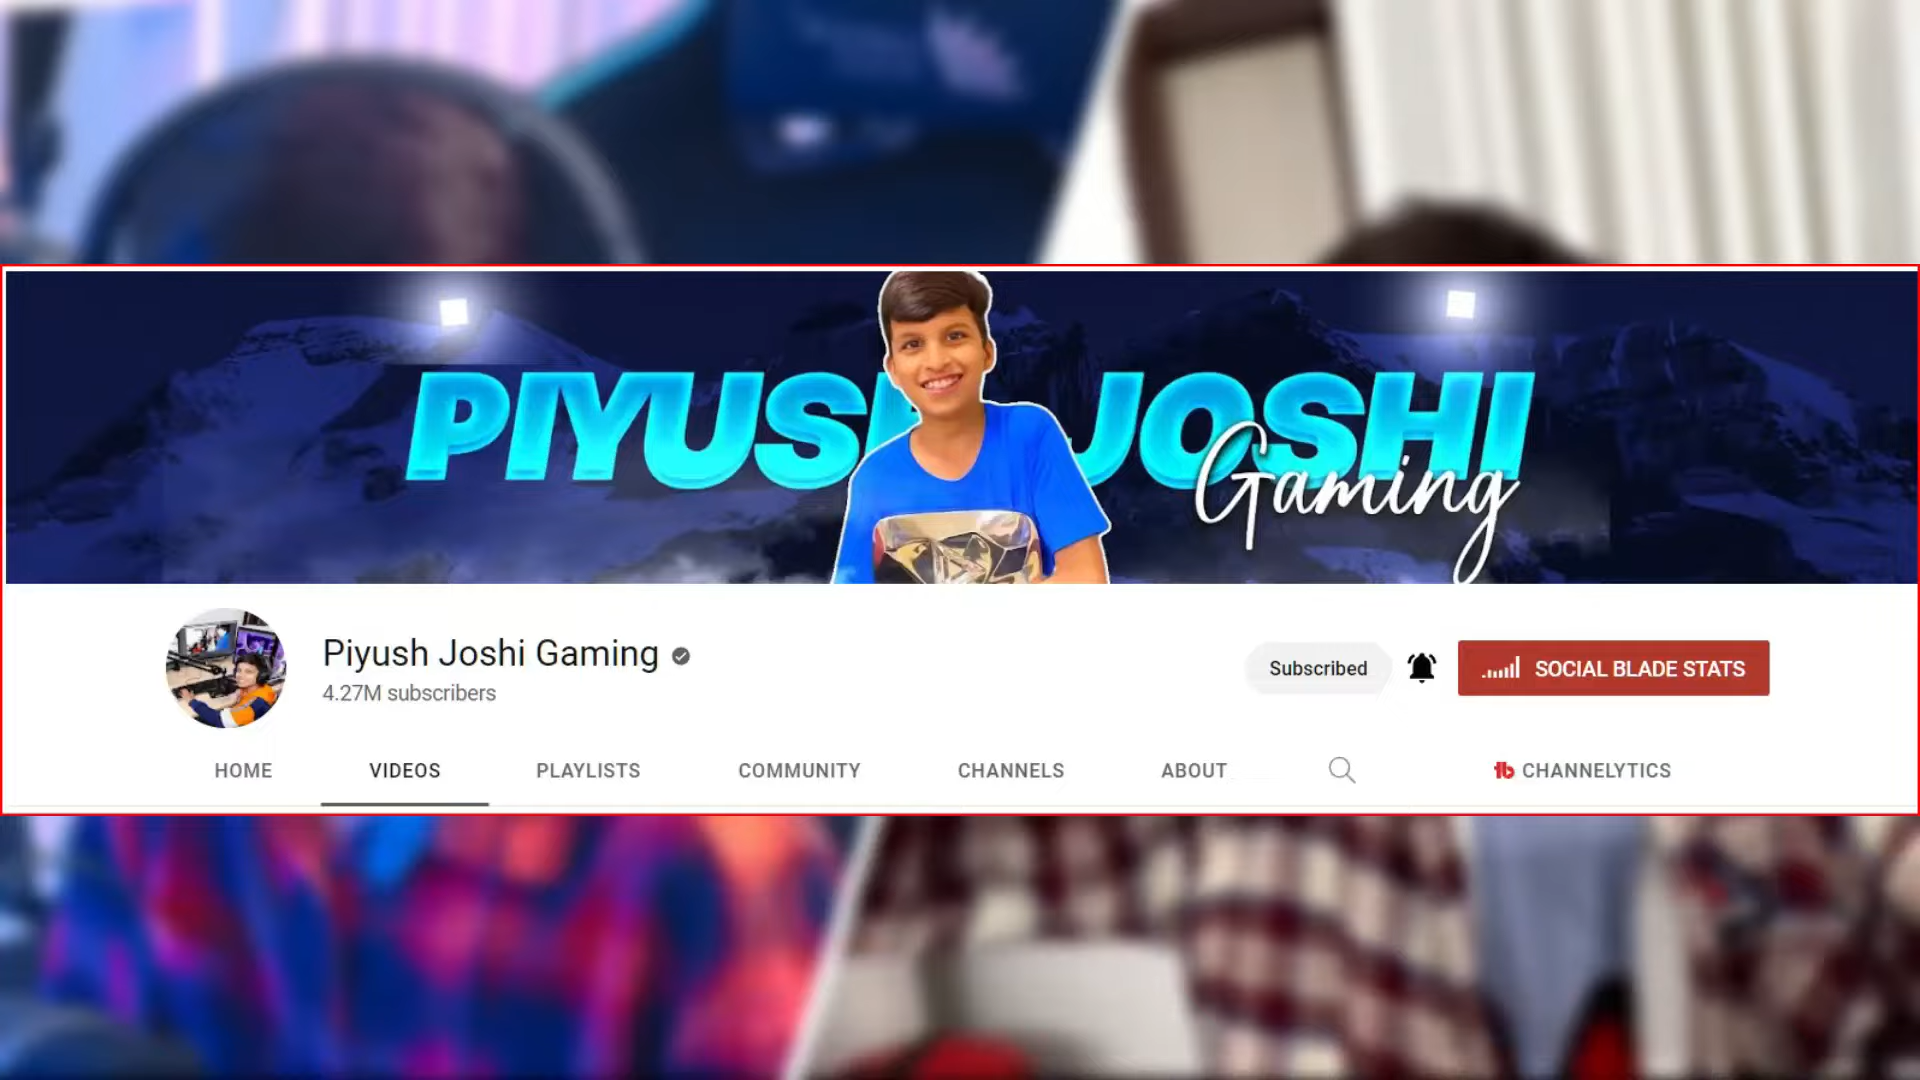 PIYUSH JOSHI
Gaming
Piyush Joshi Gaming
4.27M subscribers
Subscribed
SOCIAL BLADE STATS
HOME VIDEOS PLAYLISTS COMMUNITY CHANNELS ABOUT CHANNELYTICS